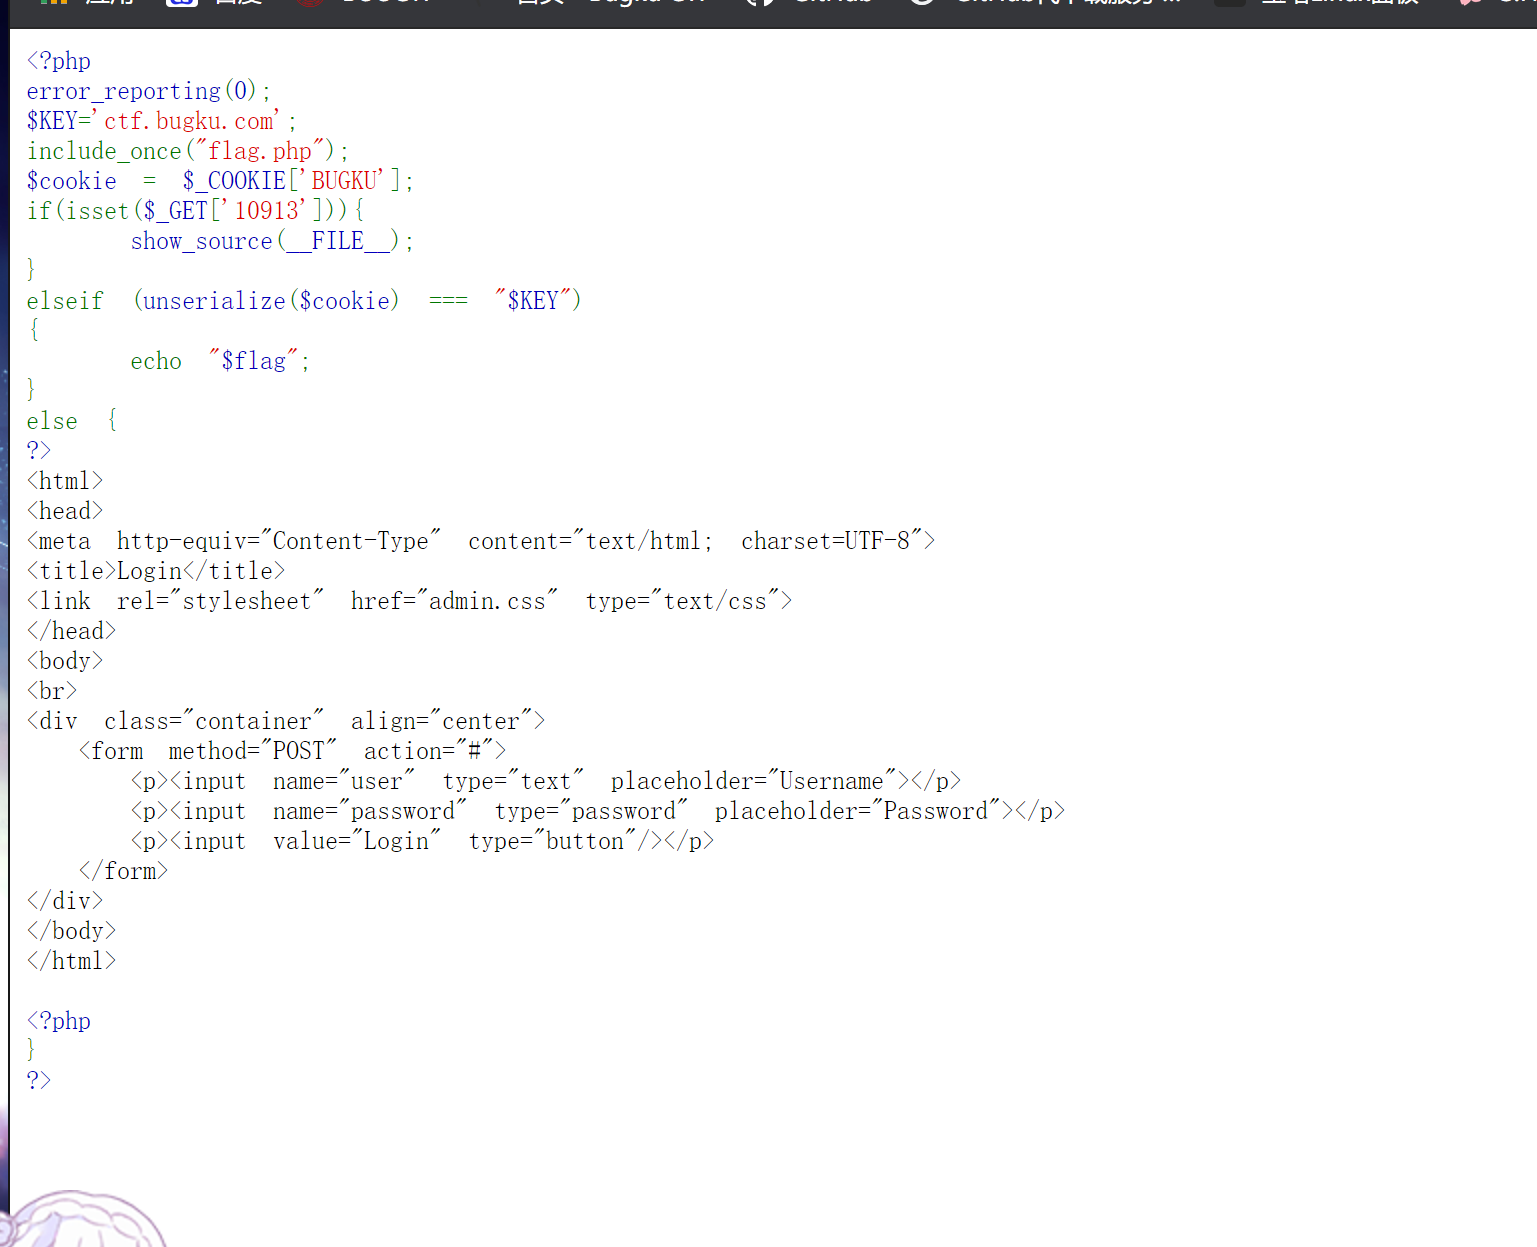 <?php
error_reporting(0);
$KEY='ctf.bugku.com';
include_once("flag.php");
$cookie = $_COOKIE['BUGKU'];
if(isset($_GET['10913'])){
show_source(__FILE__);
}
elseif (unserialize($cookie) === "$KEY")
{
echo "$flag";
}
else {
?>
<html>
<head>
<meta http-equiv="Content-Type" content="text/html; charset=UTF-8">
<title>Login</title>
<link rel="stylesheet" href="admin.css" type="text/css">
</head>
<body>
<br>
<div class="container" align="center">
<form method="POST" action="#">
<p><input name="user" type="text" placeholder="Username"></p>
<p><input name="password" type="password" placeholder="Password"></p>
<p><input value="Login" type="button"/></p>
</form>
</div>
</body>
</html>
<?php
}
?>